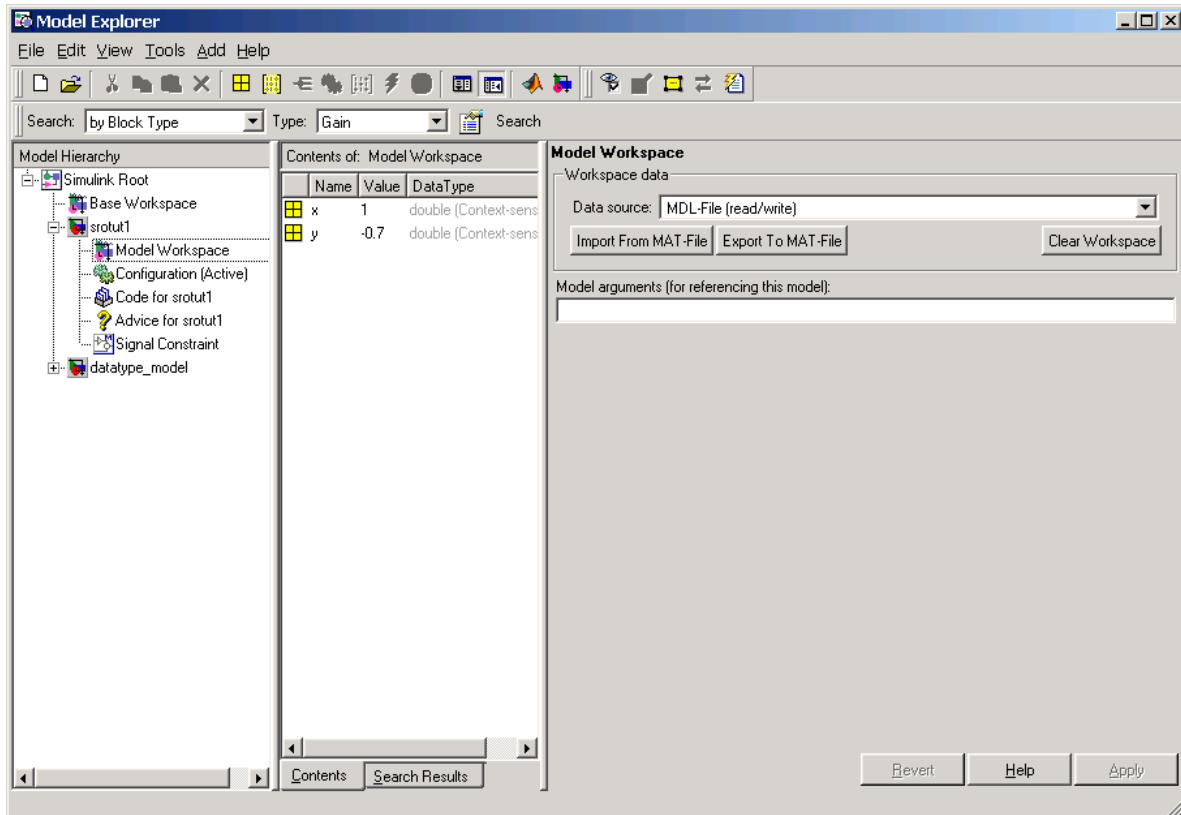 Model Explorer
File Edit View Tools Add Help
Search: by Block Type Type: Gain Search
Model Hierarchy
Simulink Root
Base Workspace
srotut1
Model Workspace
Configuration (Active)
Code for srotut1
Advice for srotut1
Signal Constraint
datatype_model
Contents of: Model Workspace
Name Value DataType
x 1 double (Context-sens
y -0.7 double (Context-sens
Contents Search Results
Model Workspace
Workspace data
Data source: MDL-File (read/write)
Import From MAT-File Export To MAT-File Clear Workspace
Model arguments (for referencing this model):
Revert Help Apply